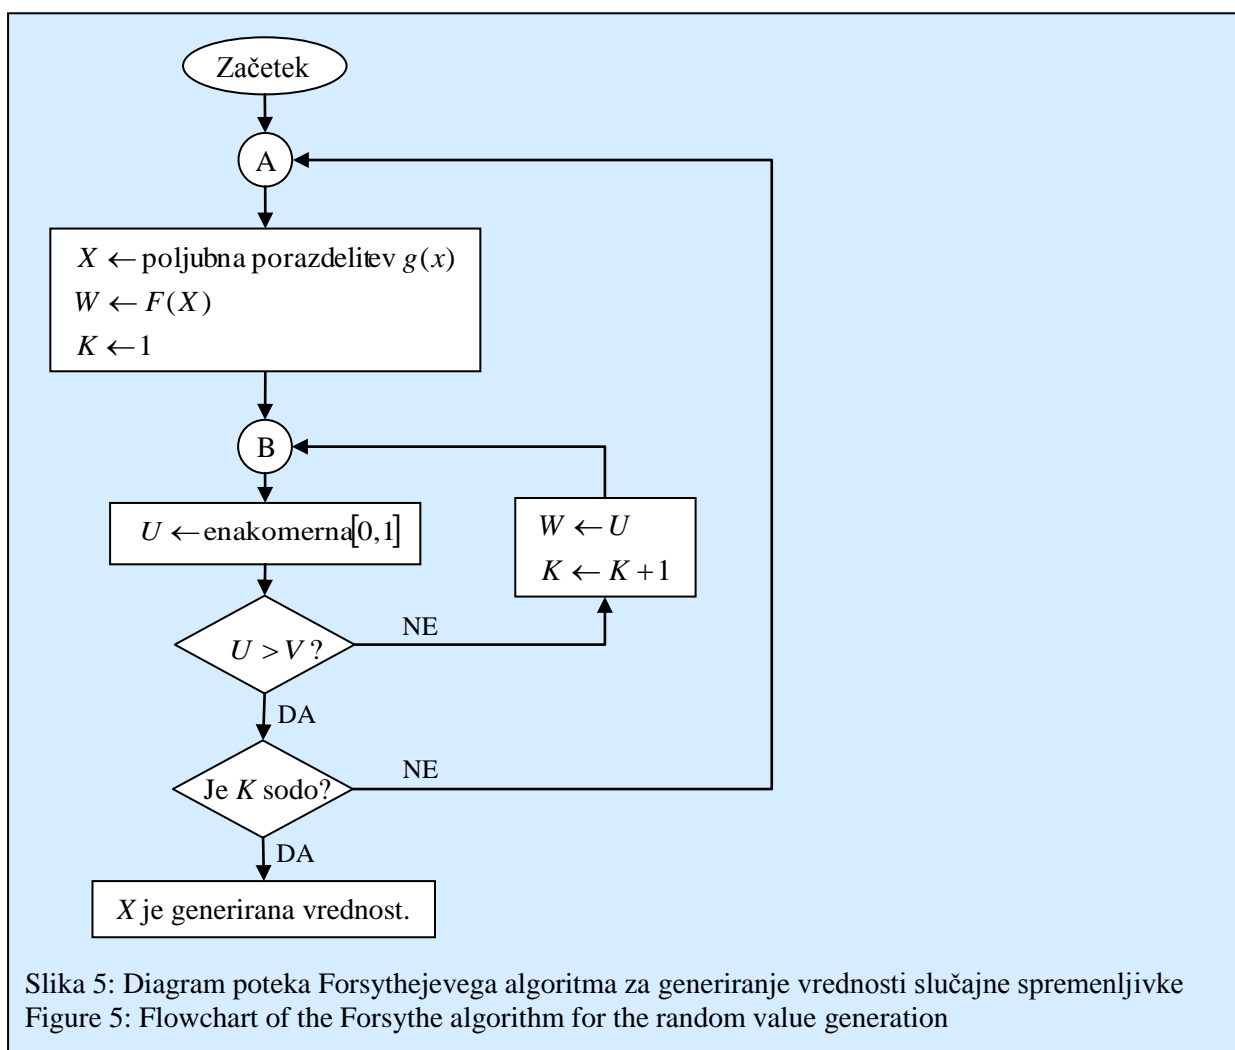 Začetek
A
X ← poljubna porazdelitev g(x)
W ← F(X)
K ← 1
B
U ← enakomerna[0,1]
W ← U
K ← K + 1
U > V ?
NE
DA
Je K sodo?
NE
DA
X je generirana vrednost.
Slika 5: Diagram poteka Forsythejevega algoritma za generiranje vrednosti slučajne spremenljivke
Figure 5: Flowchart of the Forsythe algorithm for the random value generation